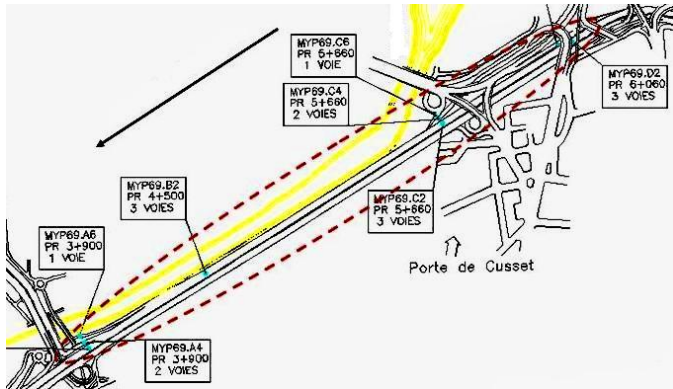 MYP69.C6
PR 5+660
1 VOIE
MYP69.C4
PR 5+660
2 VOIES
MYP69.D2
PR 6+060
3 VOIES
MYP69.B2
PR 4+500
3 VOIES
MYP69.C2
PR 5+660
3 VOIES
MYP69.A6
PR 3+900
1 VOIE
Porte de Cusset
MYP69.A4
PR 3+900
2 VOIES